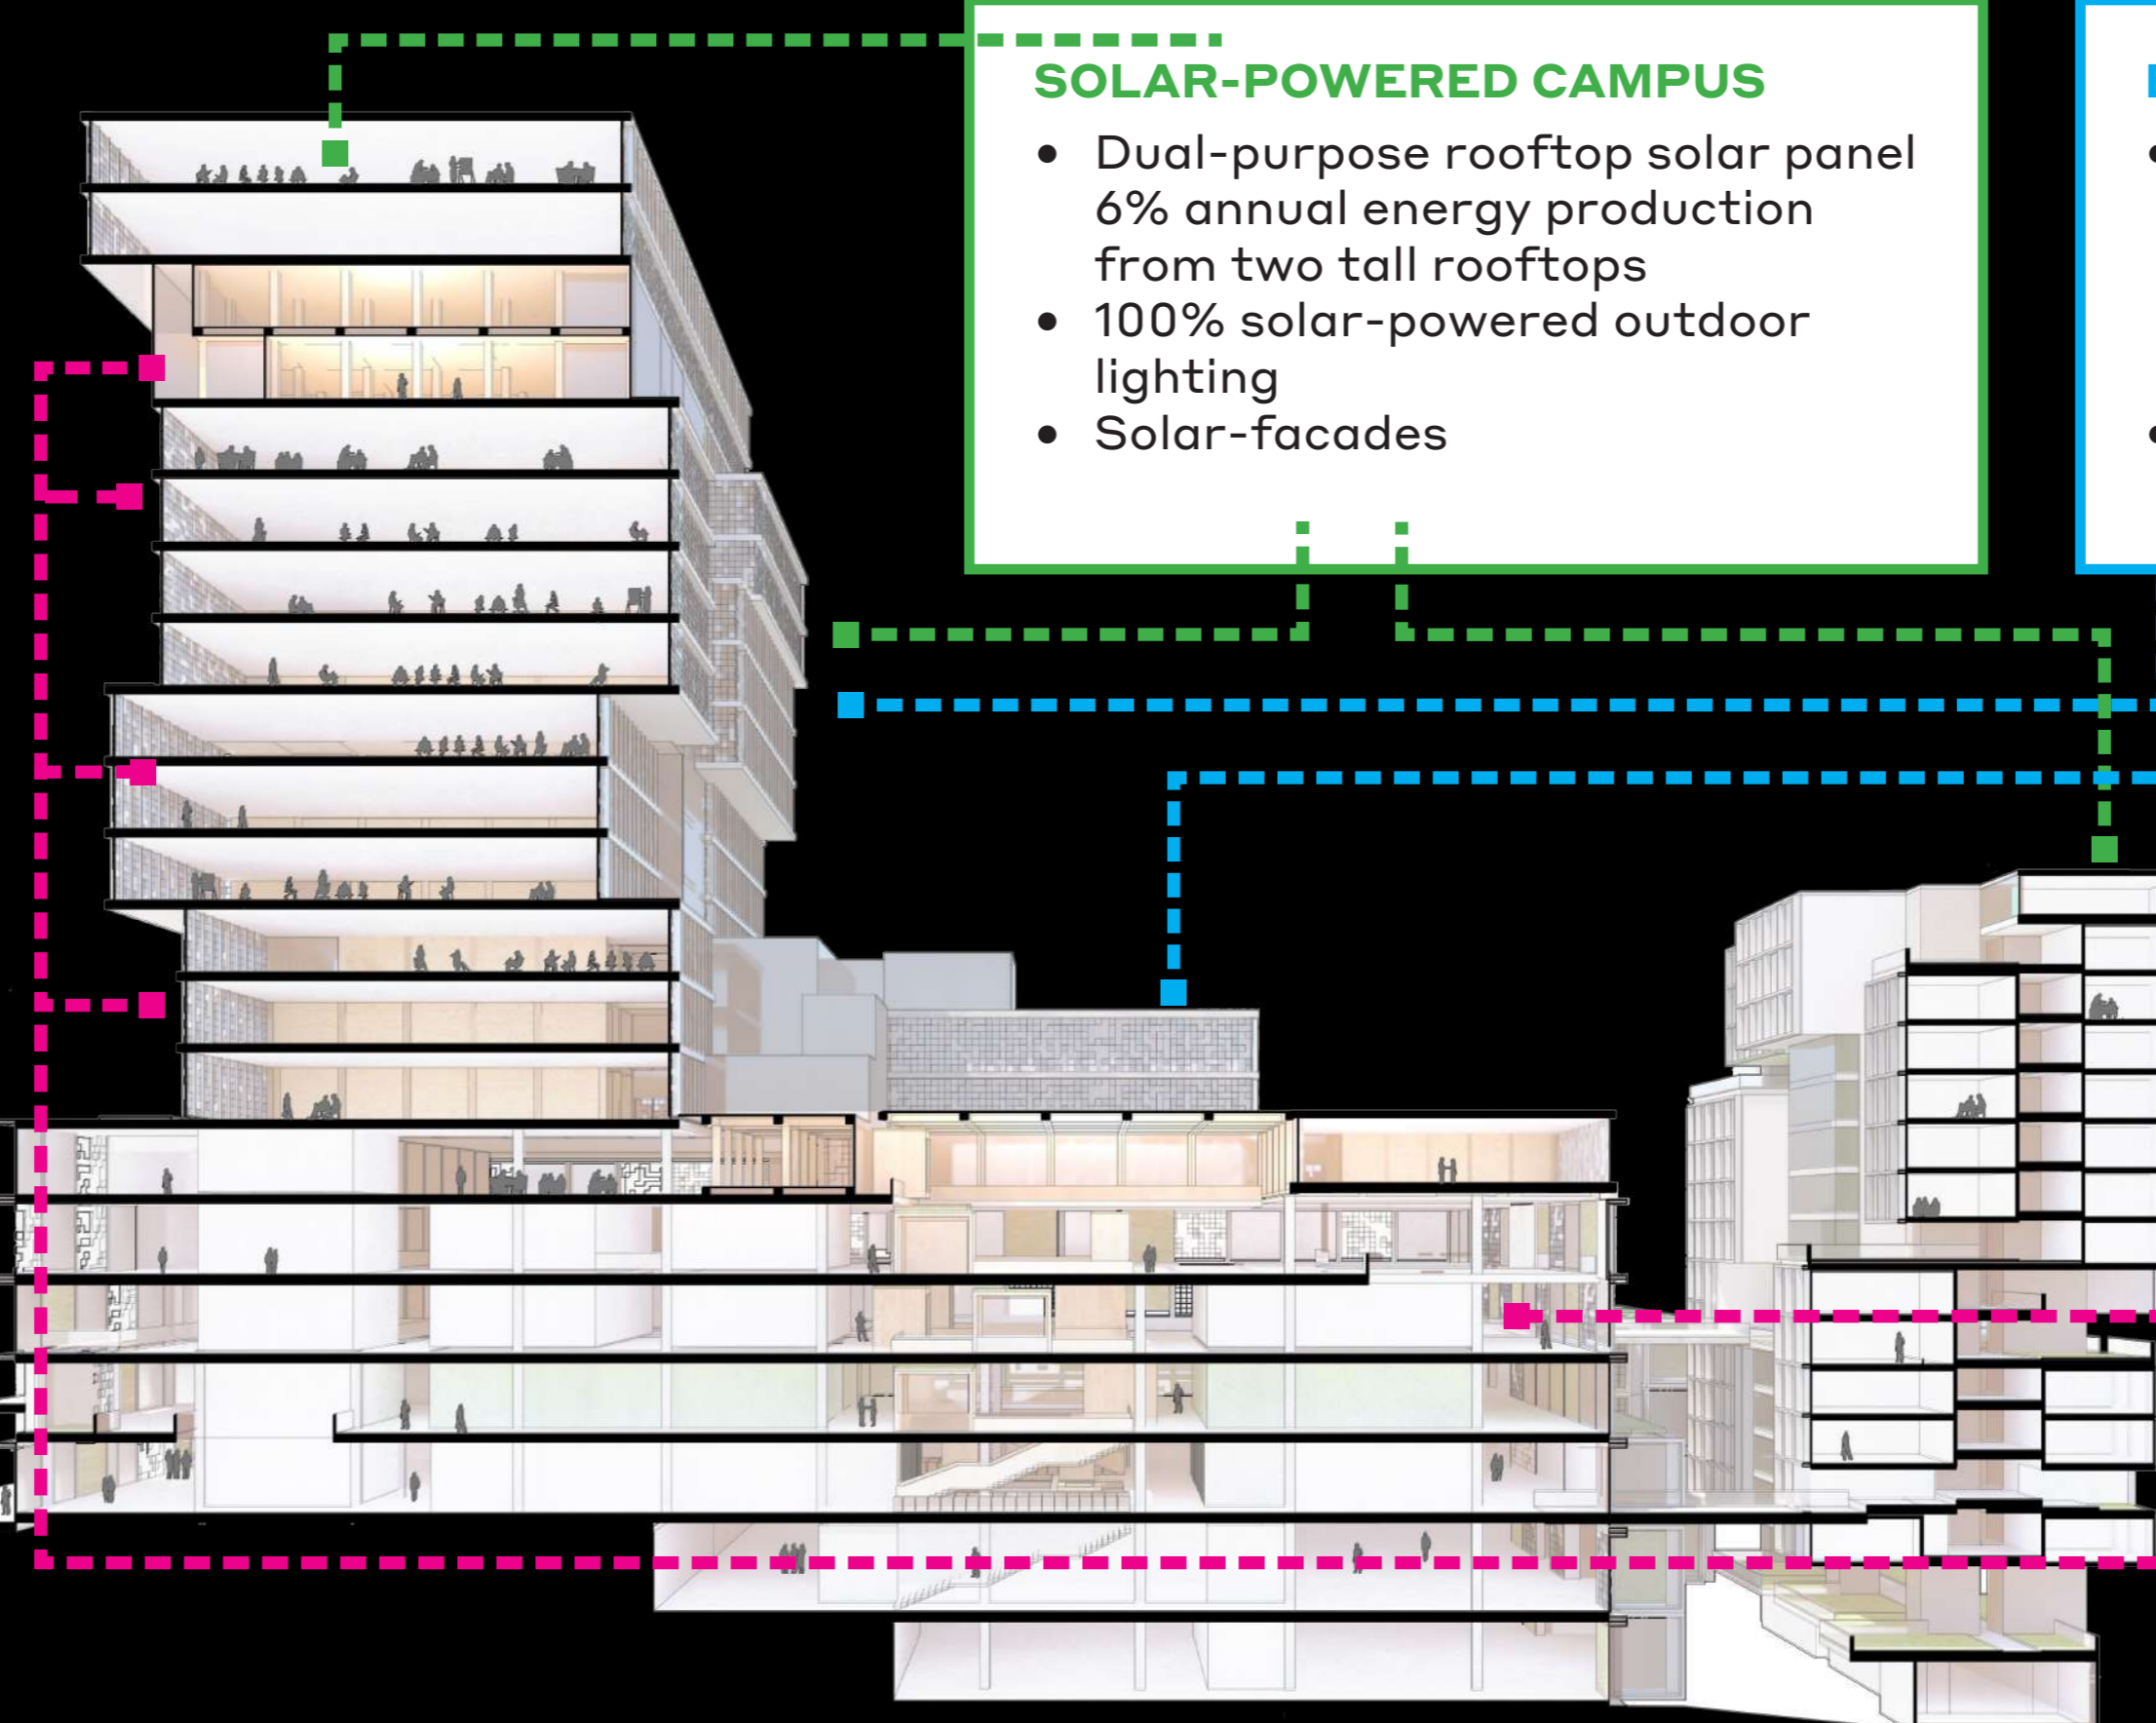 SOLAR-POWERED CAMPUS
• Dual-purpose rooftop solar panel
6% annual energy production
from two tall rooftops
• 100% solar-powered outdoor
lighting
• Solar-facades